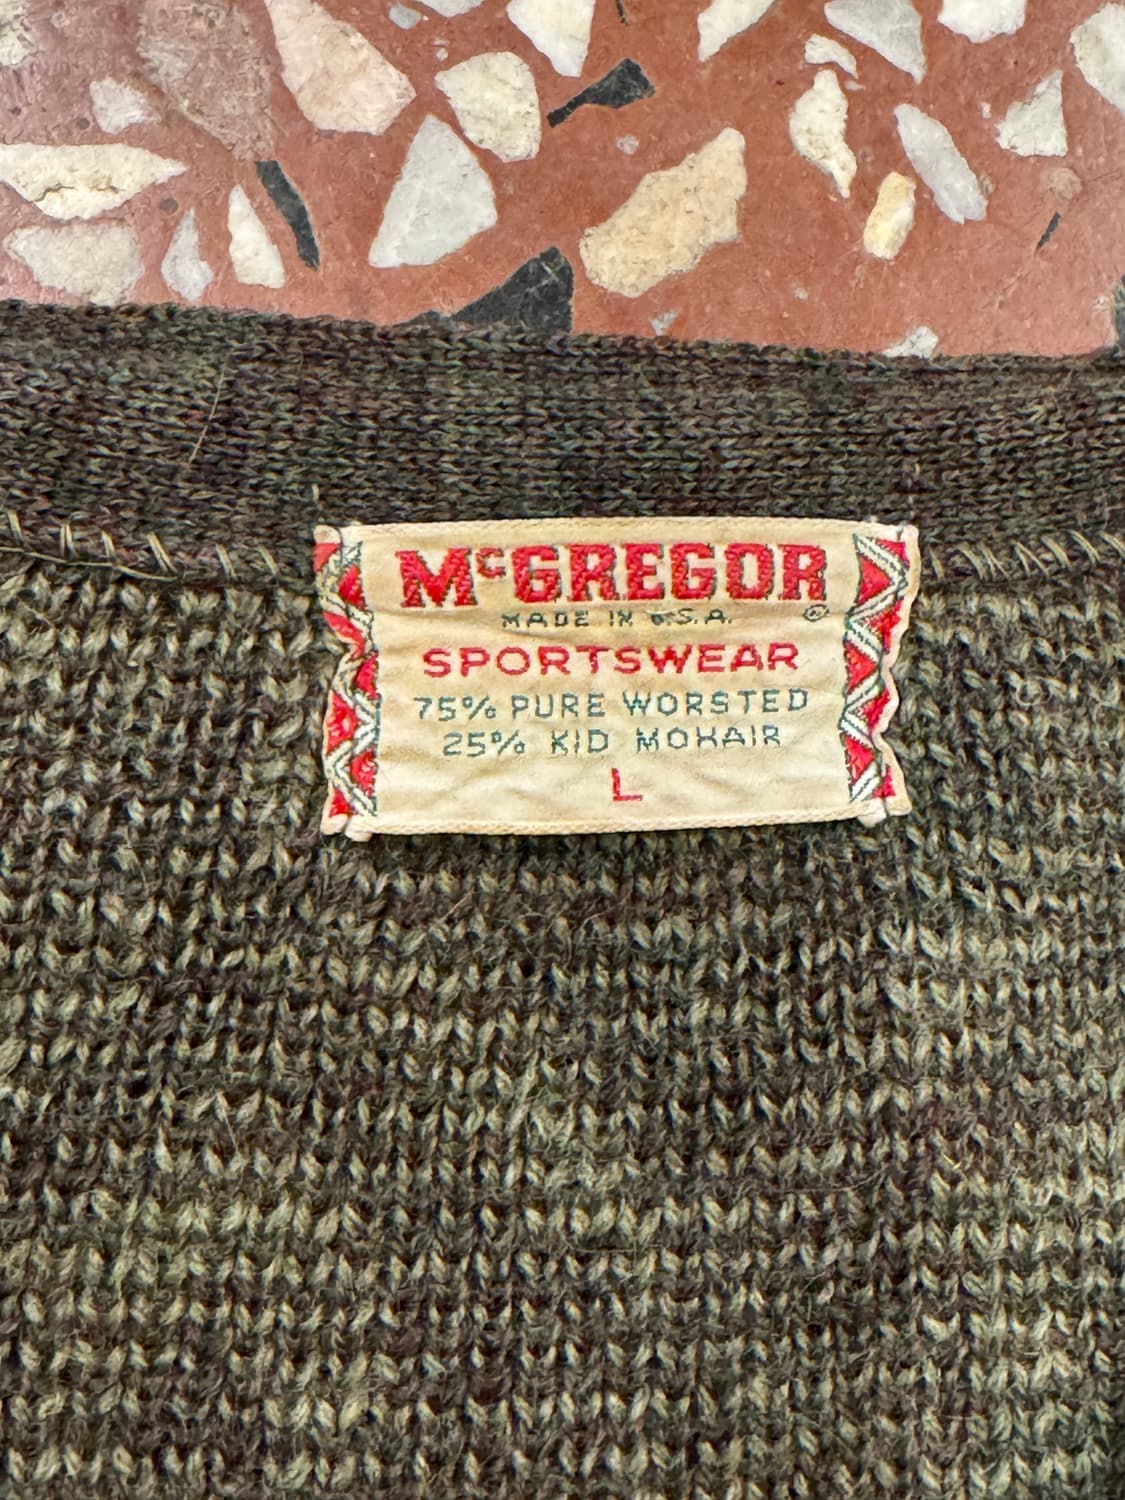 McGREGOR
MADE IN U.S.A. ®
SPORTSWEAR
75% PURE WORSTED
25% KID MOHAIR
L